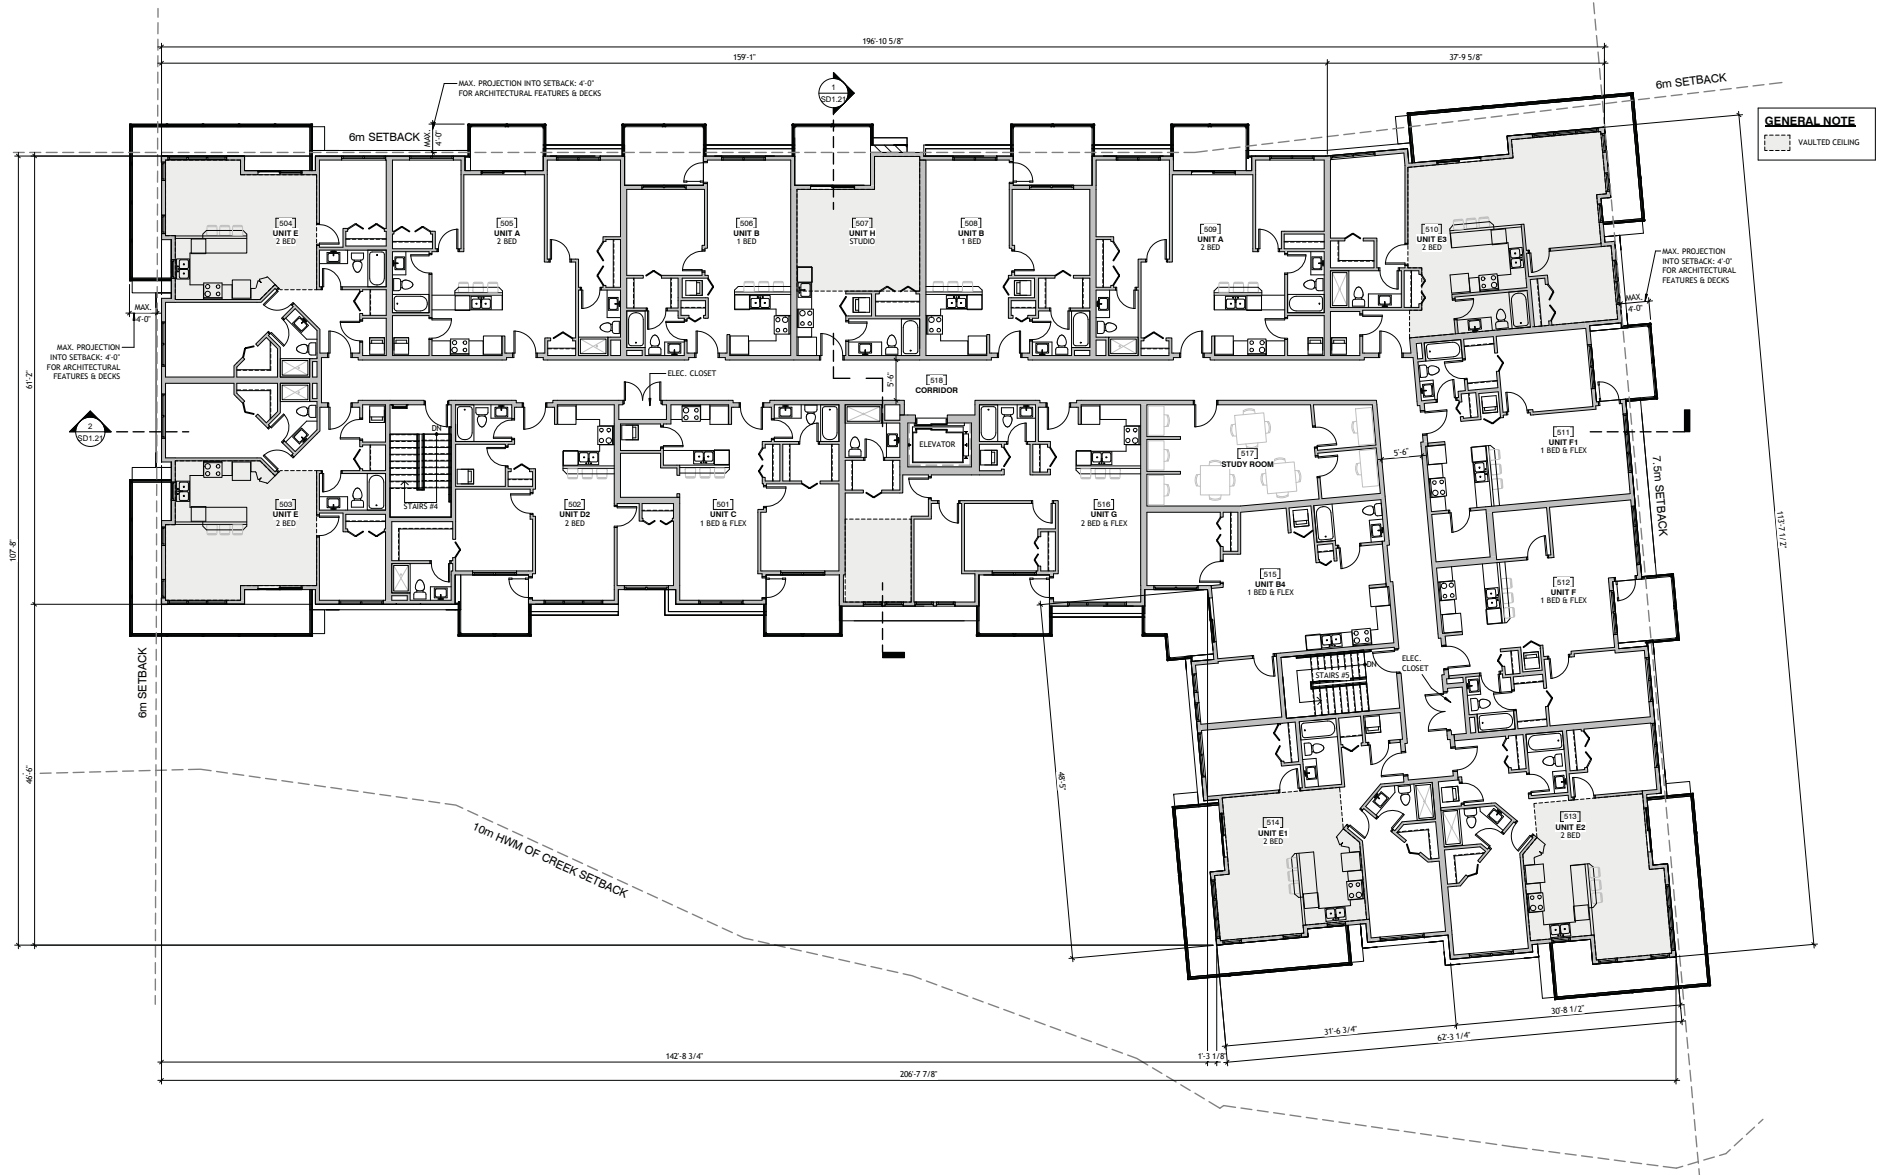 196'-10 5/8"
159'-1"
37'-9 5/8"
MAX. PROJECTION INTO SETBACK: 4'-0"
FOR ARCHITECTURAL FEATURES & DECKS
1
SD1.21
6m SETBACK
6m SETBACK
MAX.
4'-0"
GENERAL NOTE
VAULTED CEILING
504
UNIT E
2 BED
505
UNIT A
2 BED
506
UNIT B
1 BED
507
UNIT H
STUDIO
508
UNIT B
1 BED
509
UNIT A
2 BED
510
UNIT E3
2 BED
MAX. PROJECTION
INTO SETBACK: 4'-0"
FOR ARCHITECTURAL
FEATURES & DECKS
MAX.
4'-0"
MAX.
4'-0"
MAX. PROJECTION
INTO SETBACK: 4'-0"
FOR ARCHITECTURAL
FEATURES & DECKS
61'-2"
107'-8"
46'-6"
ELEC. CLOSET
5'-6"
518
CORRIDOR
2
SD1.21
DN
STAIRS #4
ELEVATOR
517
STUDY ROOM
5'-6"
511
UNIT F1
1 BED & FLEX
7.5m SETBACK
113'-7 1/2"
503
UNIT E
2 BED
502
UNIT D2
2 BED
501
UNIT C
1 BED & FLEX
516
UNIT G
2 BED & FLEX
515
UNIT B4
1 BED & FLEX
512
UNIT F
1 BED & FLEX
ELEC.
CLOSET
DN
STAIRS #5
6m SETBACK
48'-5"
514
UNIT E1
2 BED
513
UNIT E2
2 BED
10m HWM OF CREEK SETBACK
30'-8 1/2"
31'-6 3/4"
62'-3 1/4"
142'-8 3/4"
1'-3 1/8"
206'-7 7/8"